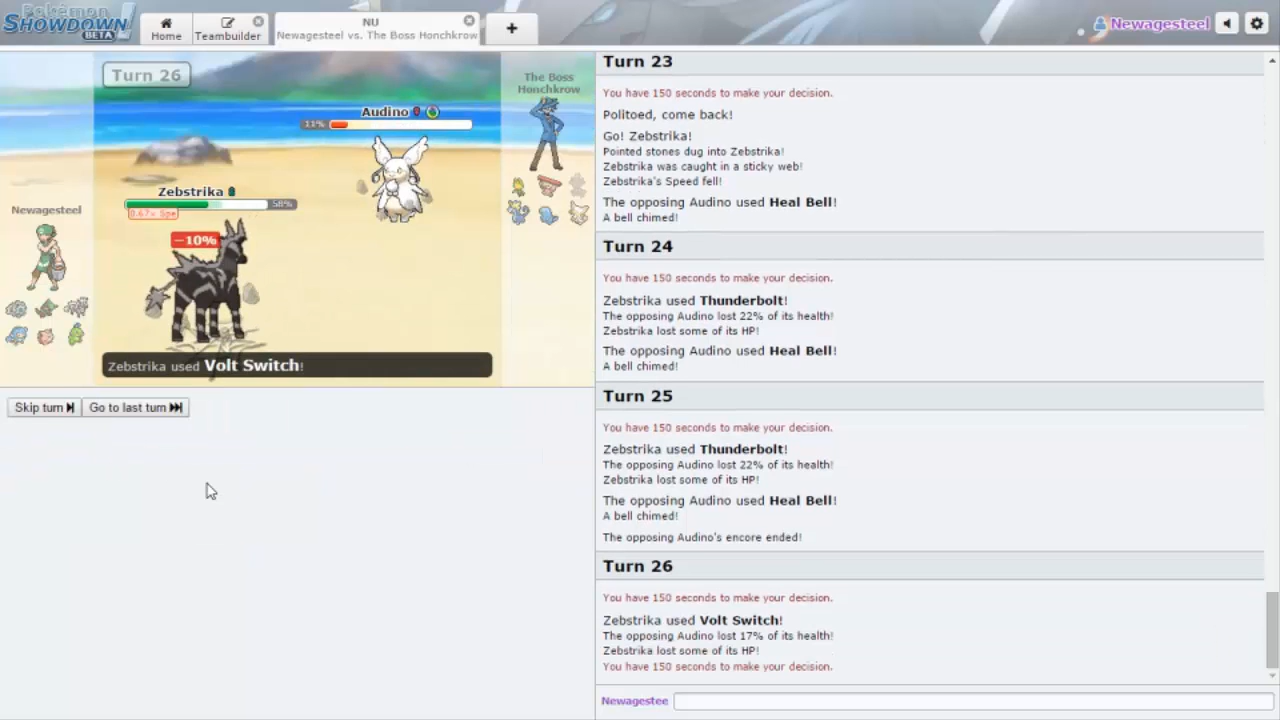 Pokémon
SHOWDOWN!
BETA
Home
Teambuilder
NU
Newagesteel vs. The Boss Honchkrow
+
Newagesteel
Turn 26
The Boss
Honchkrow
Audino
11%
Zebstrika
58%
0.67× Spe
Newagesteel
−10%
Zebstrika used Volt Switch!
Skip turn
Go to last turn
Turn 23
You have 150 seconds to make your decision.
Politoed, come back!
Go! Zebstrika!
Pointed stones dug into Zebstrika!
Zebstrika was caught in a sticky web!
Zebstrika's Speed fell!
The opposing Audino used Heal Bell!
A bell chimed!
Turn 24
You have 150 seconds to make your decision.
Zebstrika used Thunderbolt!
The opposing Audino lost 22% of its health!
Zebstrika lost some of its HP!
The opposing Audino used Heal Bell!
A bell chimed!
Turn 25
You have 150 seconds to make your decision.
Zebstrika used Thunderbolt!
The opposing Audino lost 22% of its health!
Zebstrika lost some of its HP!
The opposing Audino used Heal Bell!
A bell chimed!
The opposing Audino's encore ended!
Turn 26
You have 150 seconds to make your decision.
Zebstrika used Volt Switch!
The opposing Audino lost 17% of its health!
Zebstrika lost some of its HP!
You have 150 seconds to make your decision.
Newagestee